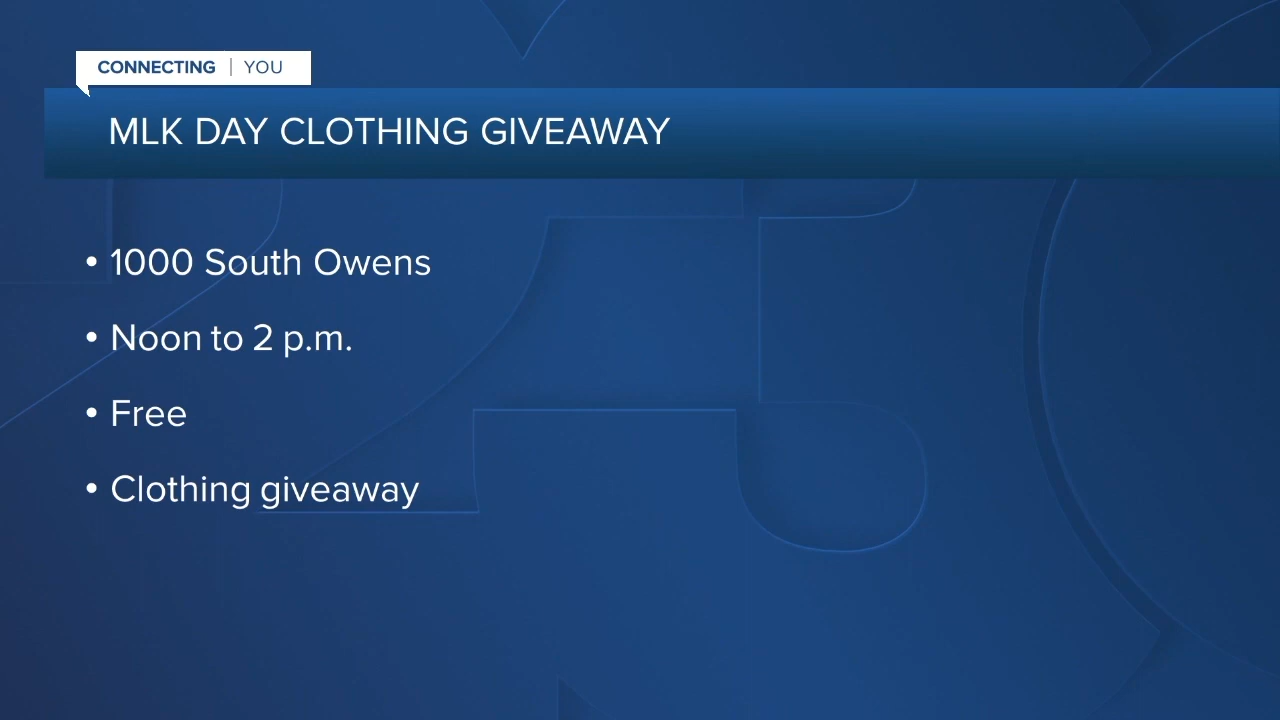 CONNECTING | YOU
MLK DAY CLOTHING GIVEAWAY
• 1000 South Owens
• Noon to 2 p.m.
• Free
• Clothing giveaway